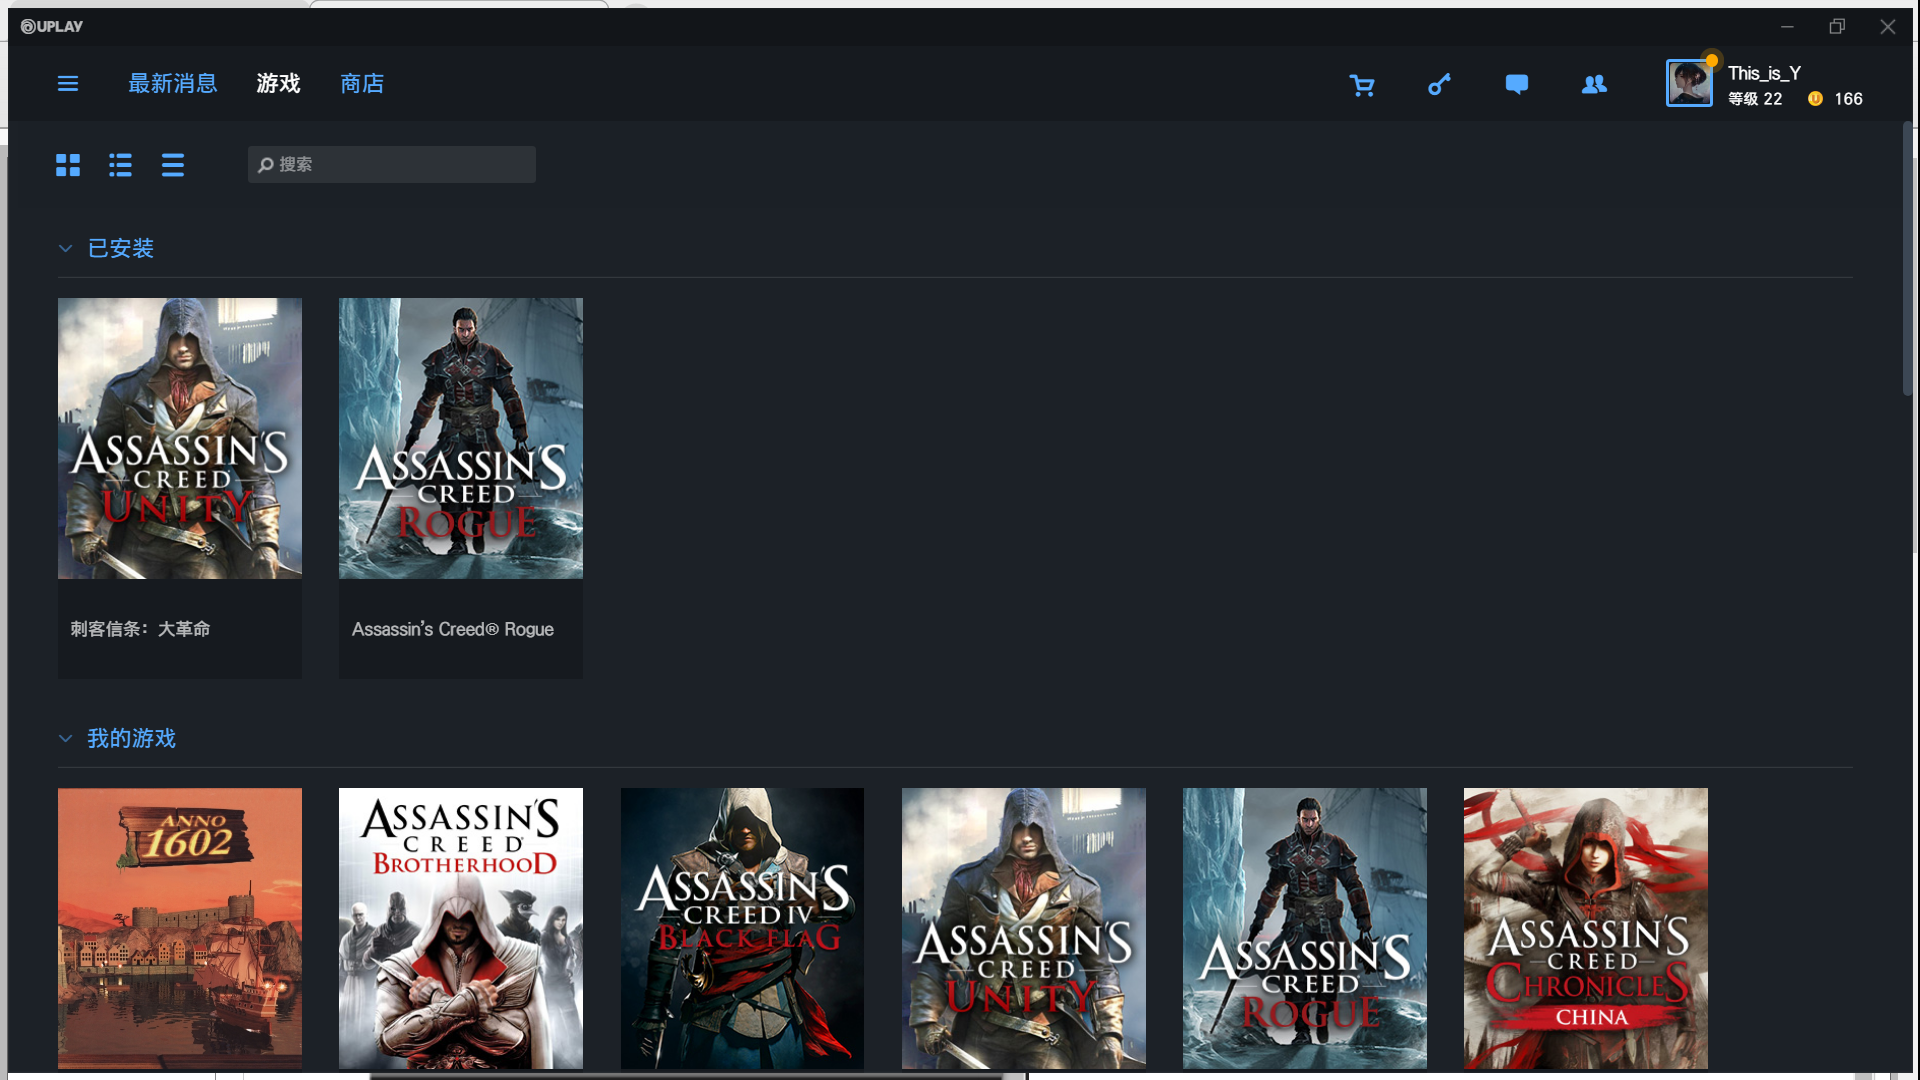 UPLAY
最新消息 游戏 商店
This_is_Y
等级 22 166
搜索
已安装
ASSASSIN'S
CREED
UNITY
ASSASSIN'S
CREED
ROGUE
刺客信条：大革命
Assassin's Creed® Rogue
我的游戏
ANNO
1602
ASSASSIN'S
CREED
BROTHERHOOD
ASSASSIN'S
CREED IV
BLACK FLAG
ASSASSIN'S
CREED
UNITY
ASSASSIN'S
CREED
ROGUE
ASSASSIN'S
CREED
CHRONICLES
CHINA